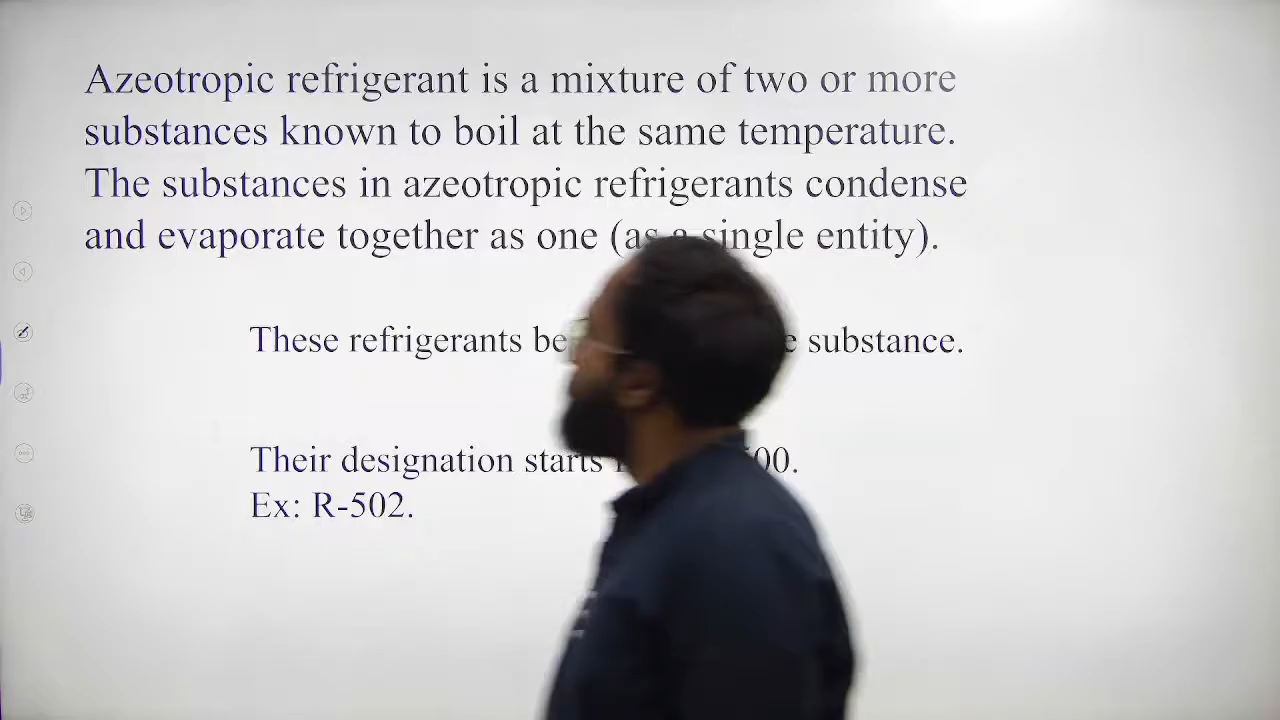 Azeotropic refrigerant is a mixture of two or more
substances known to boil at the same temperature.
The substances in azeotropic refrigerants condense
and evaporate together as one (as a single entity).
These refrigerants substance.
Their designation starts
Ex: R-502.